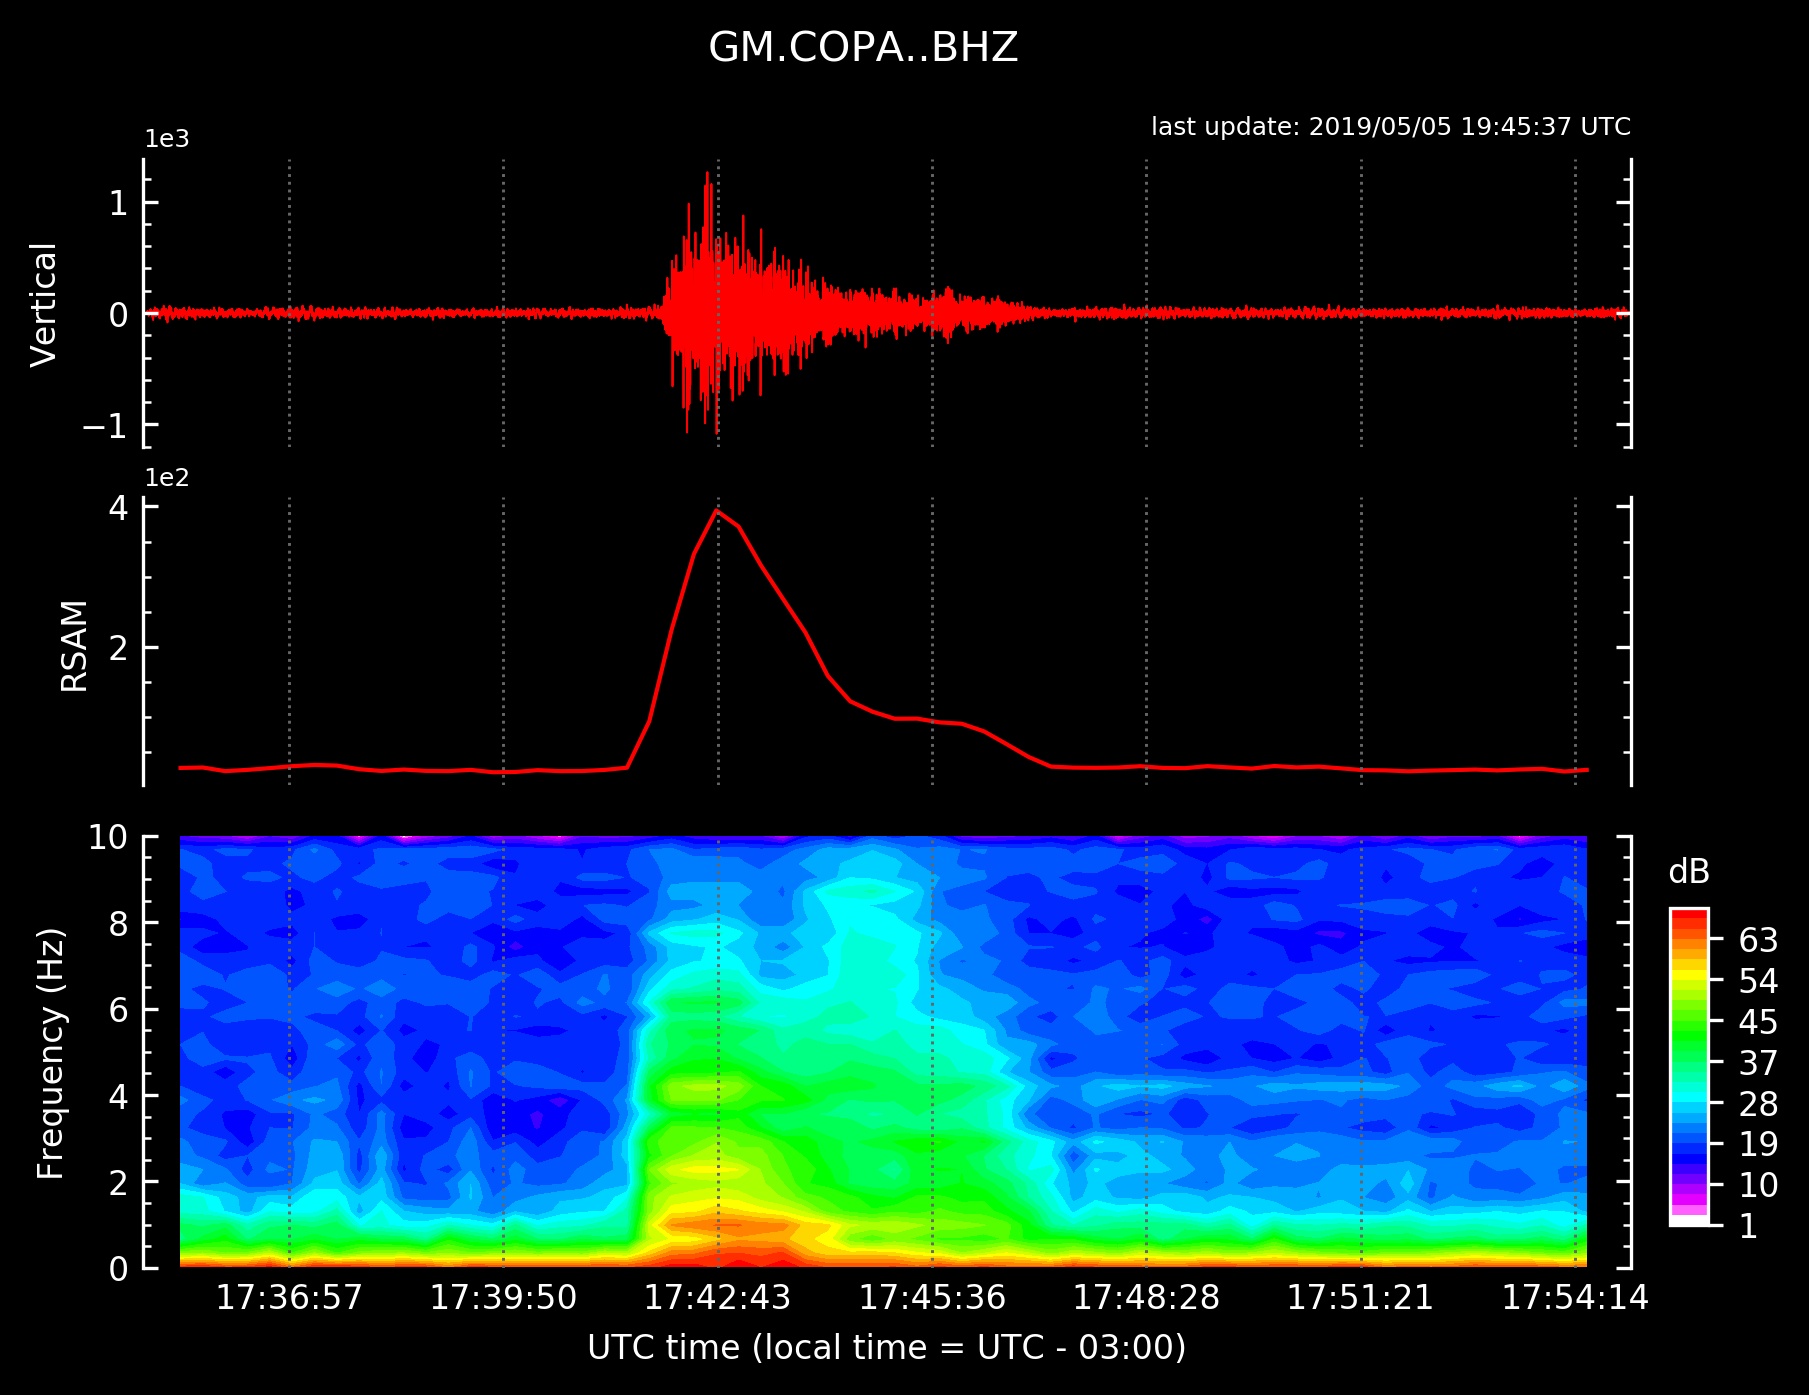 GM.COPA..BHZ
last update: 2019/05/05 19:45:37 UTC
1e3
Vertical
1
0
−1
1e2
RSAM
4
2
Frequency (Hz)
10
8
6
4
2
0
dB
63
54
45
37
28
19
10
1
17:36:57 17:39:50 17:42:43 17:45:36 17:48:28 17:51:21 17:54:14
UTC time (local time = UTC - 03:00)